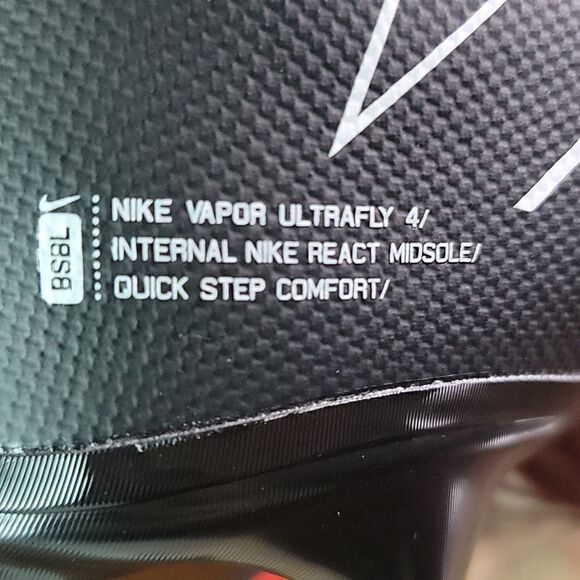 BSBL
NIKE VAPOR ULTRAFLY 4/
INTERNAL NIKE REACT MIDSOLE/
QUICK STEP COMFORT/